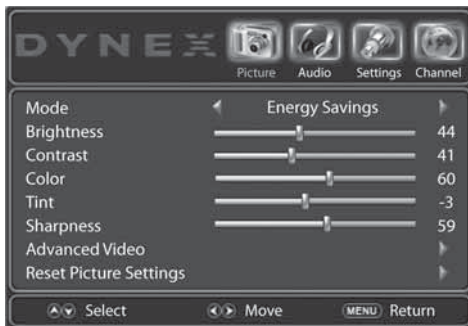 DYNEX
Picture Audio Settings Channel
Mode Energy Savings
Brightness 44
Contrast 41
Color 60
Tint -3
Sharpness 59
Advanced Video
Reset Picture Settings
Select Move MENU Return